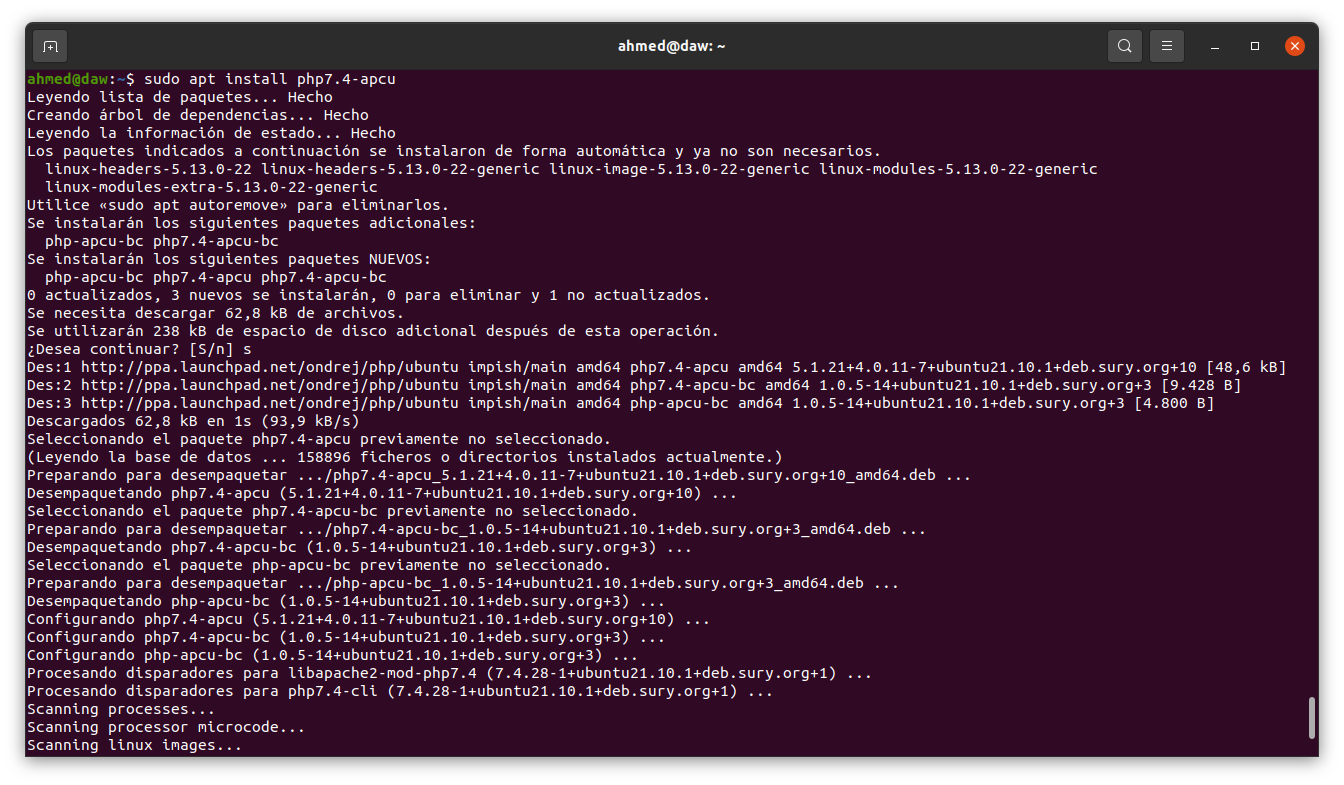 ahmed@daw: ~
ahmed@daw:~$ sudo apt install php7.4-apcu
Leyendo lista de paquetes... Hecho
Creando árbol de dependencias... Hecho
Leyendo la información de estado... Hecho
Los paquetes indicados a continuación se instalaron de forma automática y ya no son necesarios.
  linux-headers-5.13.0-22 linux-headers-5.13.0-22-generic linux-image-5.13.0-22-generic linux-modules-5.13.0-22-generic
  linux-modules-extra-5.13.0-22-generic
Utilice «sudo apt autoremove» para eliminarlos.
Se instalarán los siguientes paquetes adicionales:
  php-apcu-bc php7.4-apcu-bc
Se instalarán los siguientes paquetes NUEVOS:
  php-apcu-bc php7.4-apcu php7.4-apcu-bc
0 actualizados, 3 nuevos se instalarán, 0 para eliminar y 1 no actualizados.
Se necesita descargar 62,8 kB de archivos.
Se utilizarán 238 kB de espacio de disco adicional después de esta operación.
¿Desea continuar? [S/n] s
Des:1 http://ppa.launchpad.net/ondrej/php/ubuntu impish/main amd64 php7.4-apcu amd64 5.1.21+4.0.11-7+ubuntu21.10.1+deb.sury.org+10 [48,6 kB]
Des:2 http://ppa.launchpad.net/ondrej/php/ubuntu impish/main amd64 php7.4-apcu-bc amd64 1.0.5-14+ubuntu21.10.1+deb.sury.org+3 [9.428 B]
Des:3 http://ppa.launchpad.net/ondrej/php/ubuntu impish/main amd64 php-apcu-bc amd64 1.0.5-14+ubuntu21.10.1+deb.sury.org+3 [4.800 B]
Descargados 62,8 kB en 1s (93,9 kB/s)
Seleccionando el paquete php7.4-apcu previamente no seleccionado.
(Leyendo la base de datos ... 158896 ficheros o directorios instalados actualmente.)
Preparando para desempaquetar .../php7.4-apcu_5.1.21+4.0.11-7+ubuntu21.10.1+deb.sury.org+10_amd64.deb ...
Desempaquetando php7.4-apcu (5.1.21+4.0.11-7+ubuntu21.10.1+deb.sury.org+10) ...
Seleccionando el paquete php7.4-apcu-bc previamente no seleccionado.
Preparando para desempaquetar .../php7.4-apcu-bc_1.0.5-14+ubuntu21.10.1+deb.sury.org+3_amd64.deb ...
Desempaquetando php7.4-apcu-bc (1.0.5-14+ubuntu21.10.1+deb.sury.org+3) ...
Seleccionando el paquete php-apcu-bc previamente no seleccionado.
Preparando para desempaquetar .../php-apcu-bc_1.0.5-14+ubuntu21.10.1+deb.sury.org+3_amd64.deb ...
Desempaquetando php-apcu-bc (1.0.5-14+ubuntu21.10.1+deb.sury.org+3) ...
Configurando php7.4-apcu (5.1.21+4.0.11-7+ubuntu21.10.1+deb.sury.org+10) ...
Configurando php7.4-apcu-bc (1.0.5-14+ubuntu21.10.1+deb.sury.org+3) ...
Configurando php-apcu-bc (1.0.5-14+ubuntu21.10.1+deb.sury.org+3) ...
Procesando disparadores para libapache2-mod-php7.4 (7.4.28-1+ubuntu21.10.1+deb.sury.org+1) ...
Procesando disparadores para php7.4-cli (7.4.28-1+ubuntu21.10.1+deb.sury.org+1) ...
Scanning processes...
Scanning processor microcode...
Scanning linux images...